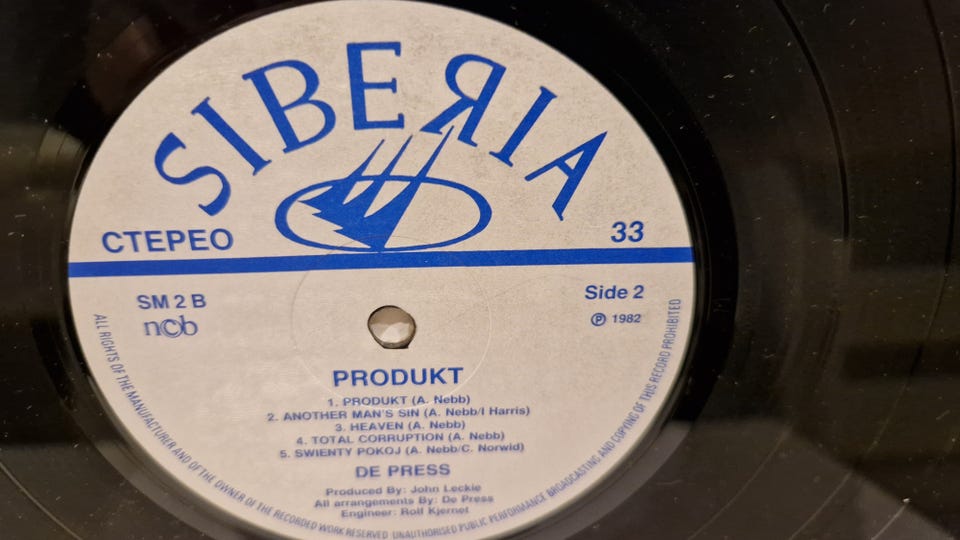 SIBEЯIA
СТЕРЕО
33
SM 2 B
Side 2
ncb
Ⓟ 1982
PRODUKT
1. PRODUKT (A. Nebb)
2. ANOTHER MAN'S SIN (A. Nebb/I Harris)
3. HEAVEN (A. Nebb)
4. TOTAL CORRUPTION (A. Nebb)
5. SWIENTY POKOJ (A. Nebb/C. Norwid)
DE PRESS
Produced By: John Leckie
All arrangements By: De Press
Engineer: Rolf Kjernet
ALL RIGHTS OF THE MANUFACTURER AND OF THE OWNER OF THE RECORDED WORK RESERVED UNAUTHORISED PUBLIC PERFORMANCE BROADCASTING AND COPYING OF THIS RECORD PROHIBITED